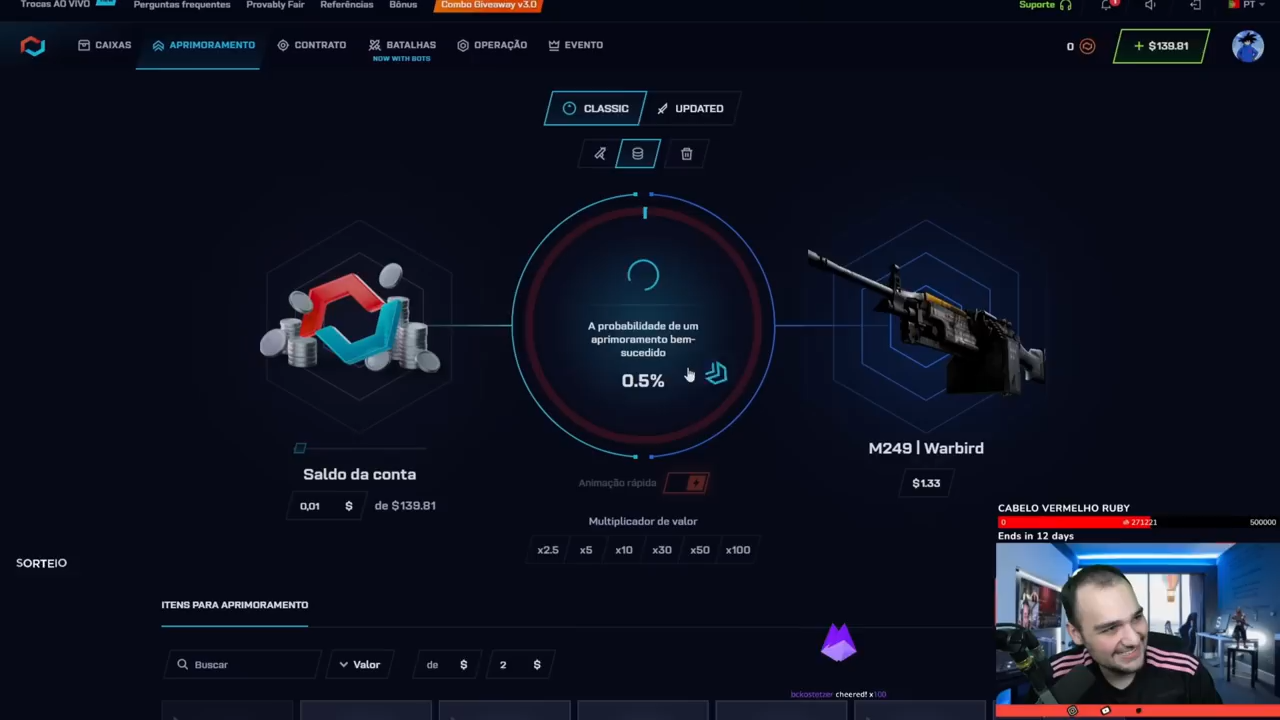 Trocas AO VIVO
Perguntas frequentes
Provably Fair
Referências
Bônus
Combo Giveaway v3.0
Suporte
PT
CAIXAS
APRIMORAMENTO
CONTRATO
BATALHAS
NOW WITH BOTS
OPERAÇÃO
EVENTO
0
+ $139.81
CLASSIC
UPDATED
A probabilidade de um
aprimoramento bem-
sucedido
0.5%
Saldo da conta
0,01 $ de $139.81
M249 | Warbird
$1.33
Animação rápida
Multiplicador de valor
x2.5 x5 x10 x30 x50 x100
SORTEIO
ITENS PARA APRIMORAMENTO
Buscar
Valor
de $
2 $
CABELO VERMELHO RUBY
0 271221 500000
Ends in 12 days
bckostetzer cheered! x100